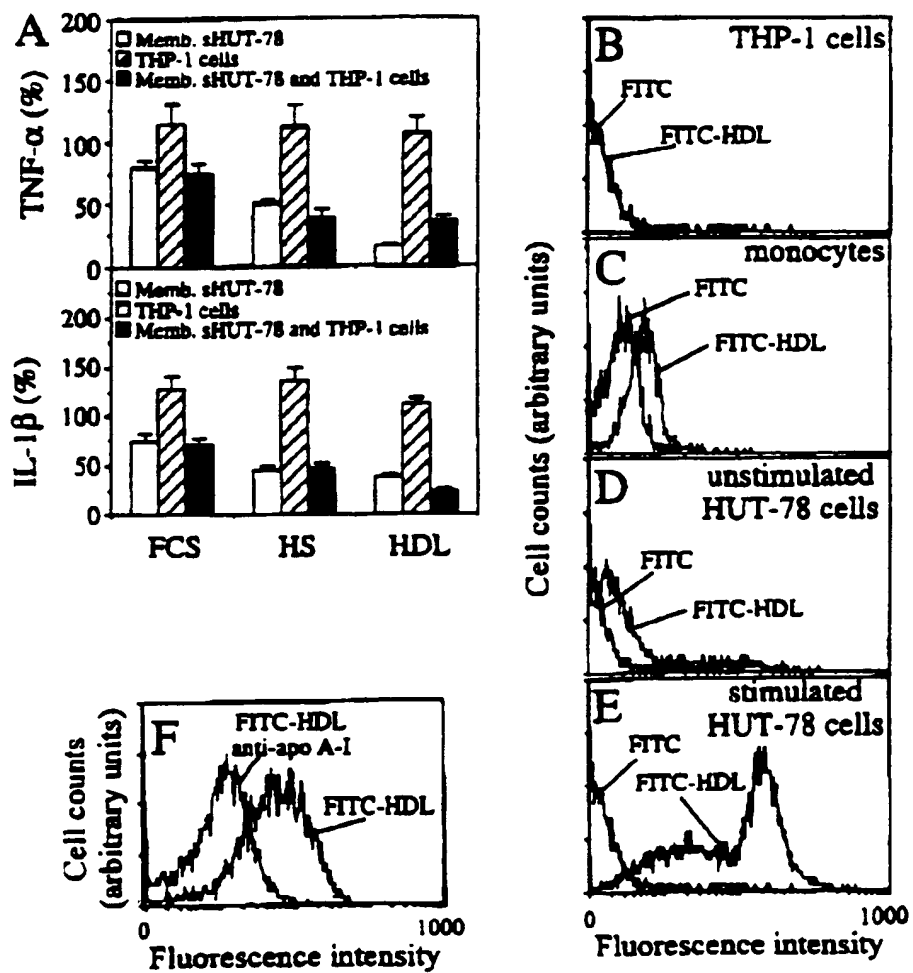 A
200
150
100
50
0
TNF-α (%)
Memb. sHUT-78
THP-1 cells
Memb. sHUT-78 and THP-1 cells
200
150
100
50
0
IL-1β (%)
Memb. sHUT-78
THP-1 cells
Memb. sHUT-78 and THP-1 cells
FCS HS HDL
B
THP-1 cells
FITC
FITC-HDL
C
monocytes
FITC
FITC-HDL
D
unstimulated
HUT-78 cells
FITC
FITC-HDL
E
stimulated
HUT-78 cells
FITC
FITC-HDL
Cell counts (arbitrary units)
0 1000
Fluorescence intensity
F
FITC-HDL
anti-apo A-I
FITC-HDL
Cell counts
(arbitrary units)
0 1000
Fluorescence intensity